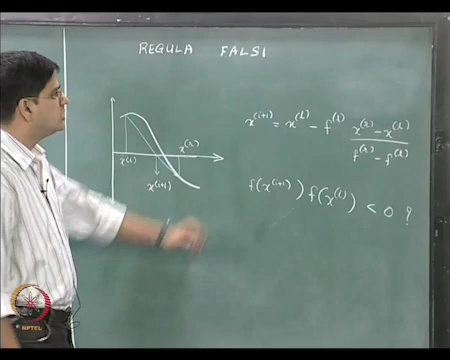 REGULA FALSI
x^(i+1) = x^(l) - f^(l) (x^(r) - x^(l)) / (f^(r) - f^(l))
x^(l) x^(r)
x^(i+1)
f(x^(i+1)) f(x^(l)) < 0 ?
NPTEL